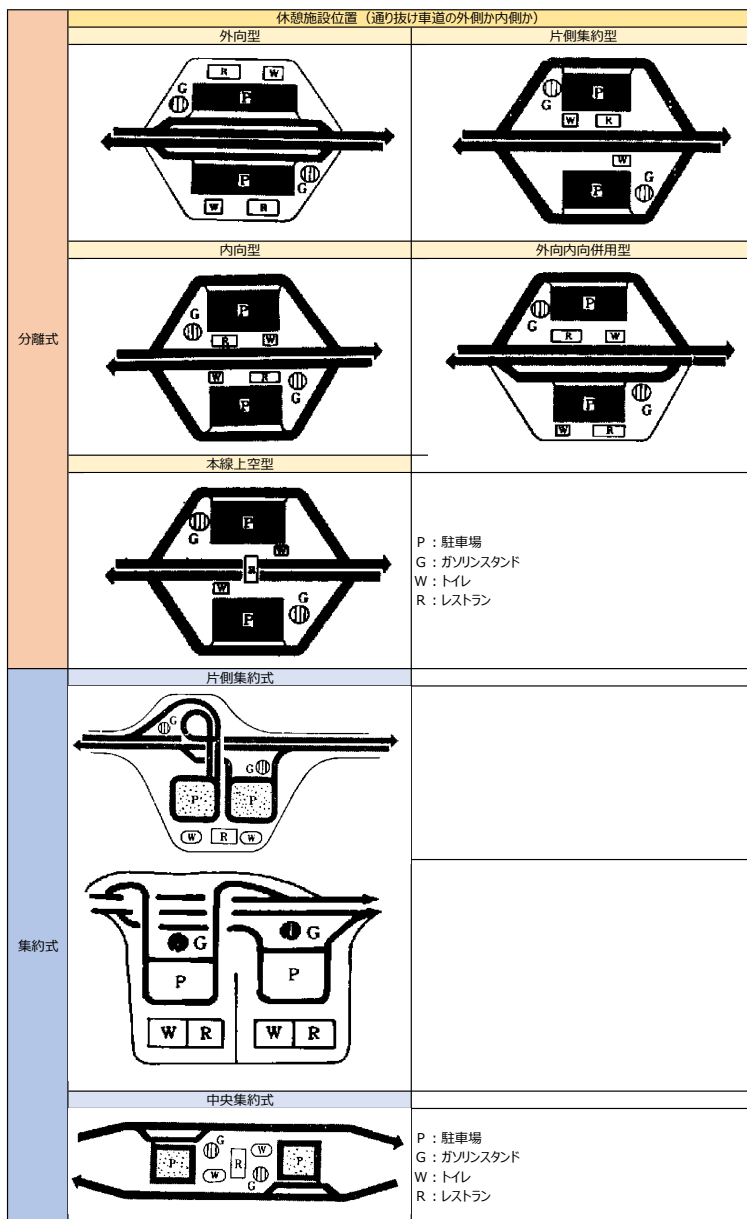 休憩施設位置（通り抜け車道の外側か内側か）
外向型
片側集約型
R W
G P
P G
W R
G P
W R
W
P G
分離式
内向型
外向内向併用型
G P
R W
W R
P G
G P
R W
P G
W R
本線上空型
G P
W
R
W
P G
P：駐車場
G：ガソリンスタンド
W：トイレ
R：レストラン
集約式
片側集約式
G
G
P P
W R W
G G
P P
W R W R
中央集約式
G W
P R P
W G
P：駐車場
G：ガソリンスタンド
W：トイレ
R：レストラン